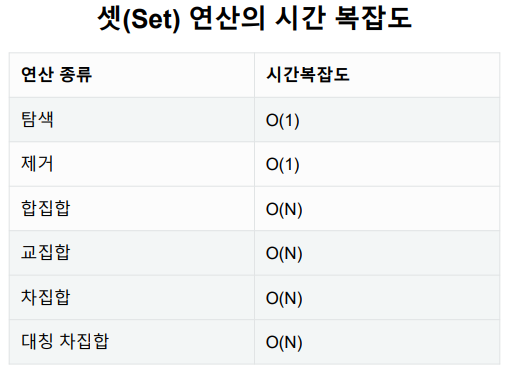 셋(Set) 연산의 시간 복잡도
연산 종류 시간복잡도
탐색 O(1)
제거 O(1)
합집합 O(N)
교집합 O(N)
차집합 O(N)
대칭 차집합 O(N)